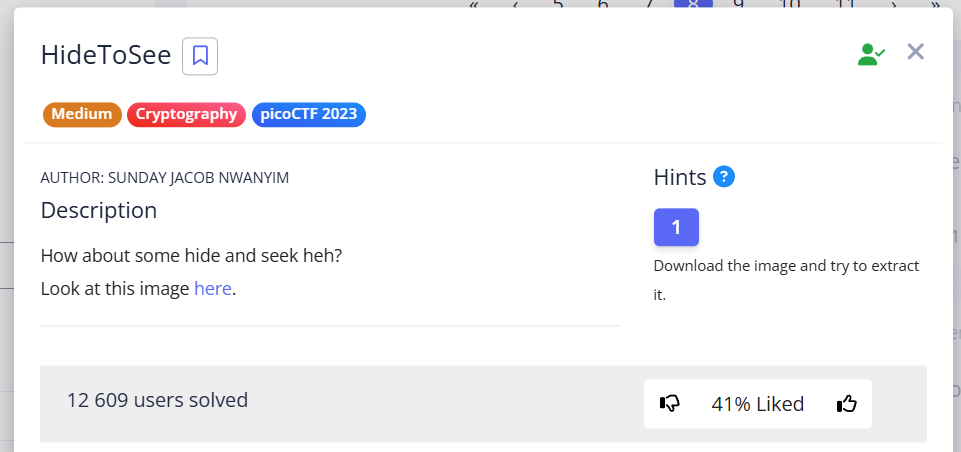 « ‹ 5 6 7 8 9 10 11 › »
HideToSee
Medium Cryptography picoCTF 2023
AUTHOR: SUNDAY JACOB NWANYIM
Description
How about some hide and seek heh?
Look at this image here.
Hints ?
1
Download the image and try to extract
it.
12 609 users solved
41% Liked